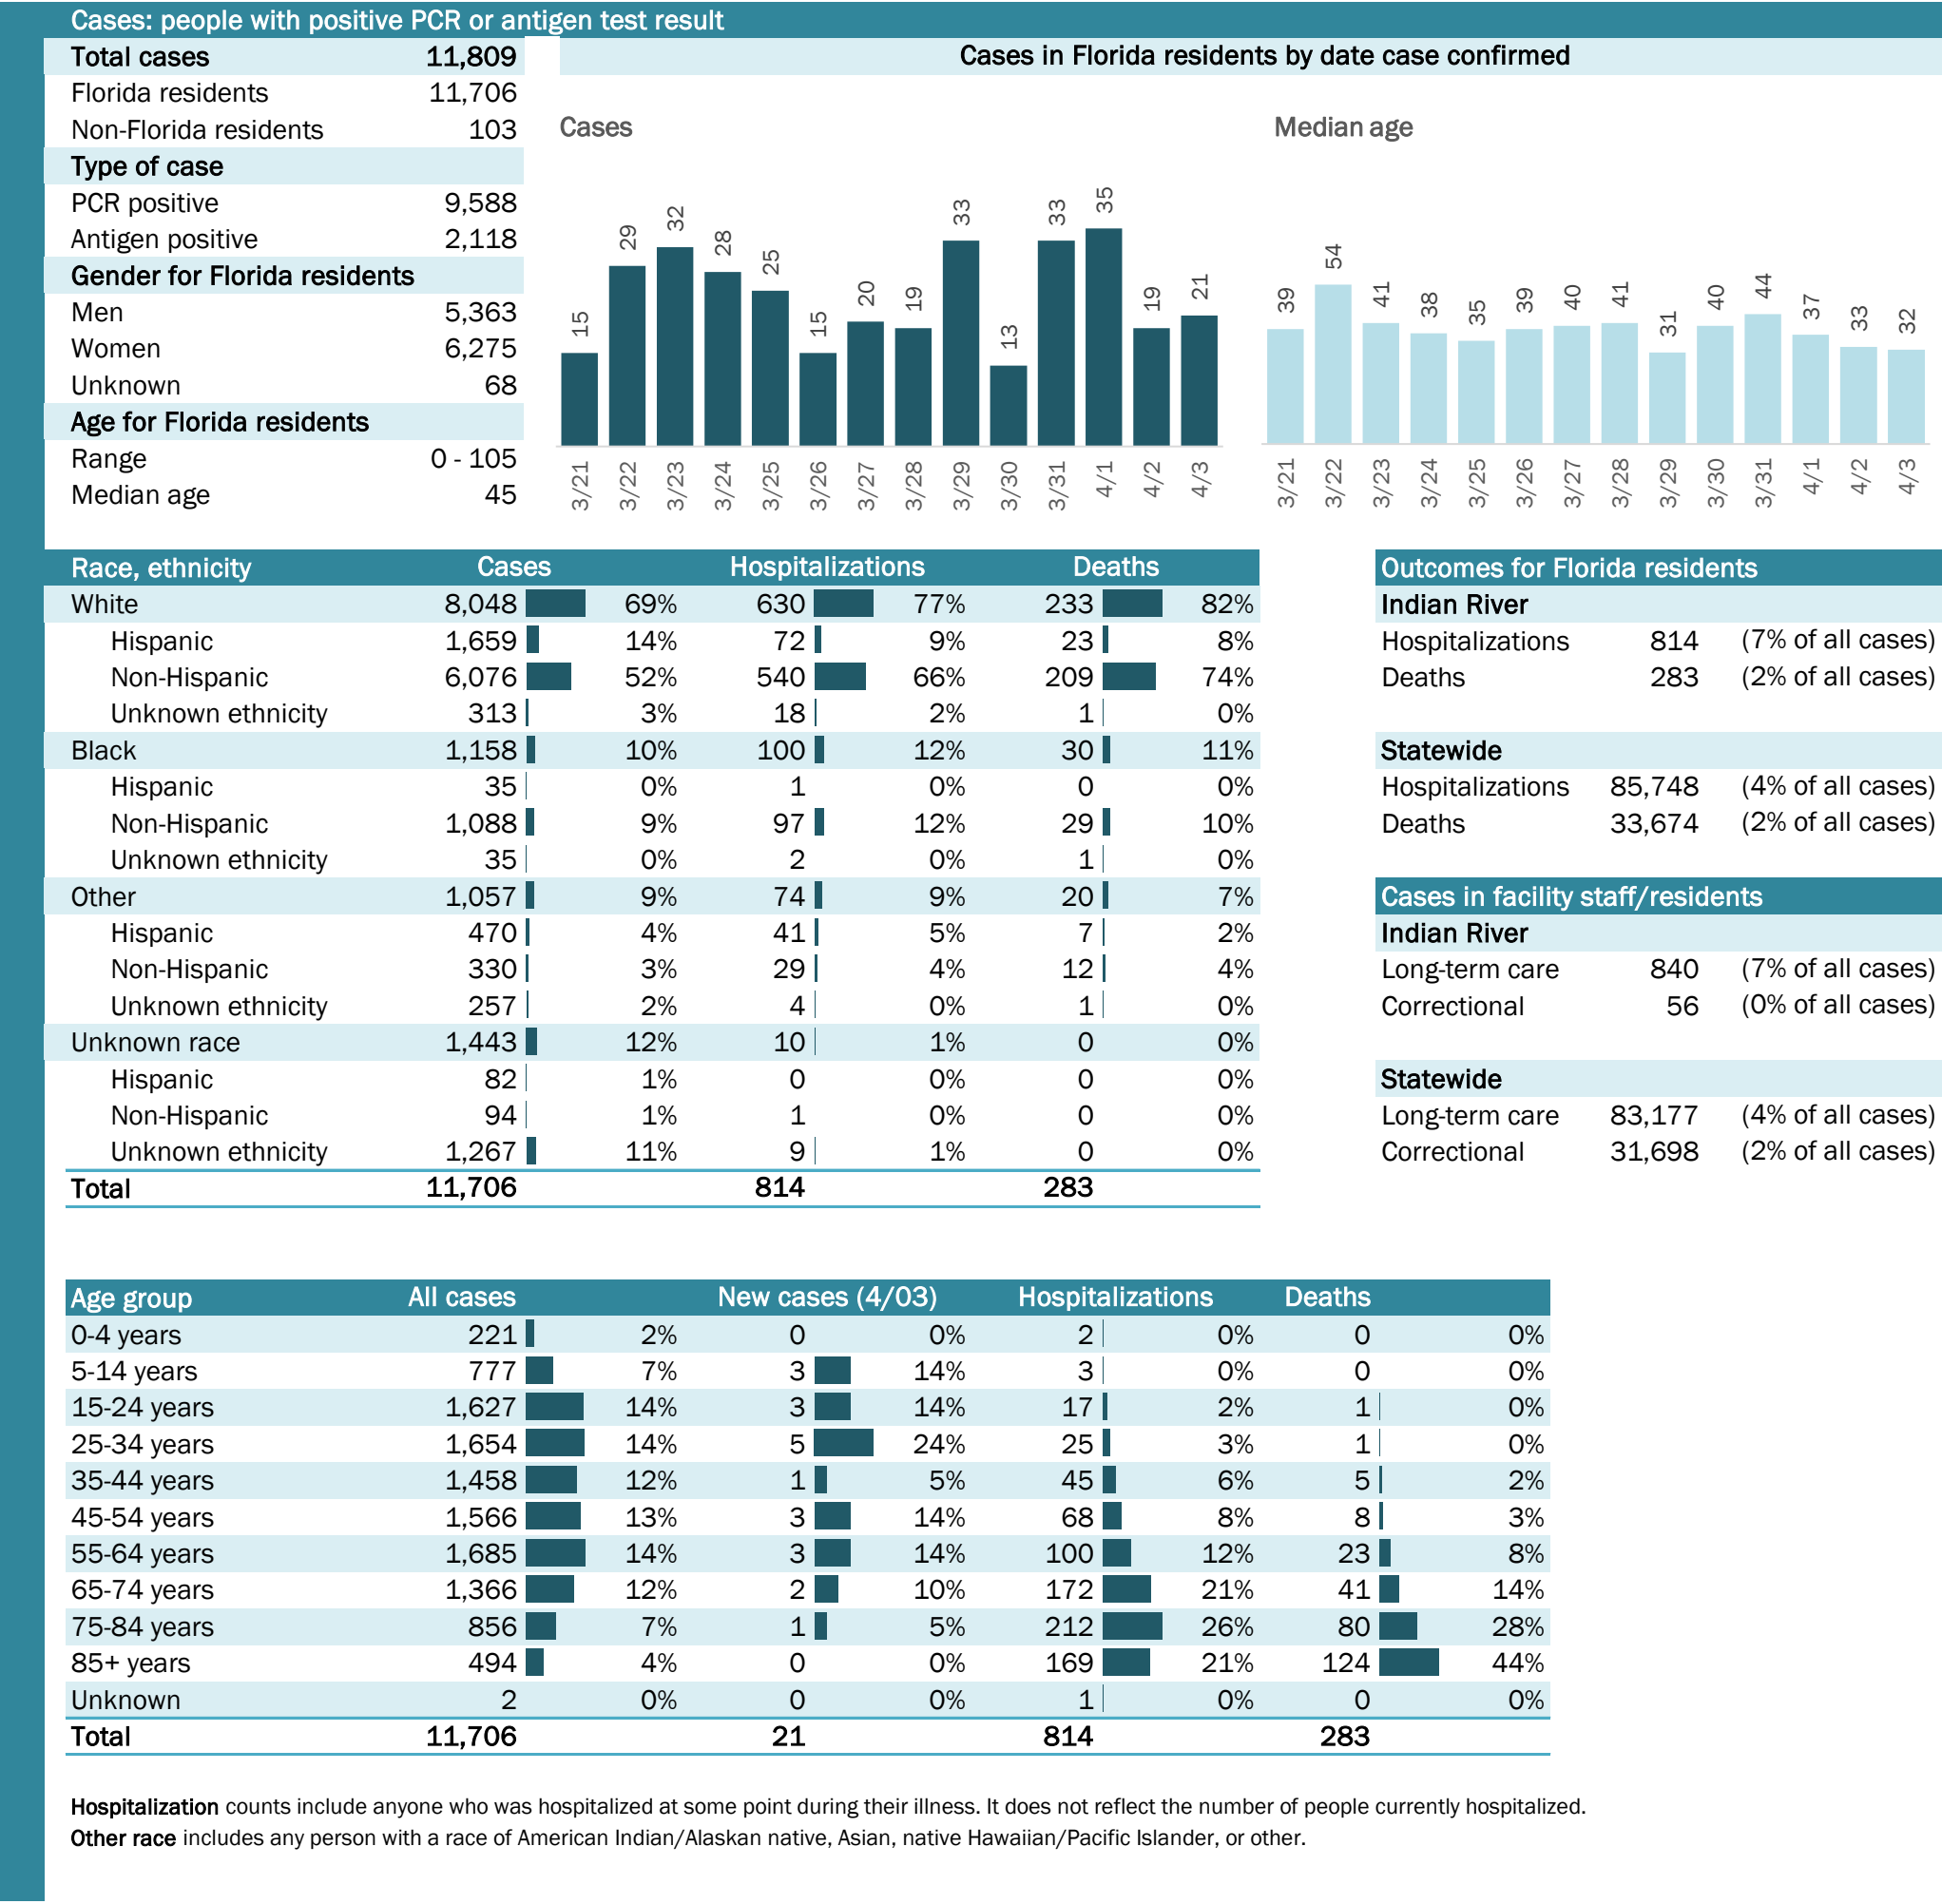 Cases: people with positive PCR or antigen test result
Total cases 11,809
Florida residents 11,706
Non-Florida residents 103
Type of case
PCR positive 9,588
Antigen positive 2,118
Gender for Florida residents
Men 5,363
Women 6,275
Unknown 68
Age for Florida residents
Range 0 - 105
Median age 45
Cases in Florida residents by date case confirmed
Cases
15 29 32 28 25 15 20 19 33 13 33 35 19 21
3/21 3/22 3/23 3/24 3/25 3/26 3/27 3/28 3/29 3/30 3/31 4/1 4/2 4/3
Median age
39 54 41 38 35 39 40 41 31 40 44 37 33 32
3/21 3/22 3/23 3/24 3/25 3/26 3/27 3/28 3/29 3/30 3/31 4/1 4/2 4/3
Race, ethnicity Cases Hospitalizations Deaths
White 8,048 69% 630 77% 233 82%
Hispanic 1,659 14% 72 9% 23 8%
Non-Hispanic 6,076 52% 540 66% 209 74%
Unknown ethnicity 313 3% 18 2% 1 0%
Black 1,158 10% 100 12% 30 11%
Hispanic 35 0% 1 0% 0 0%
Non-Hispanic 1,088 9% 97 12% 29 10%
Unknown ethnicity 35 0% 2 0% 1 0%
Other 1,057 9% 74 9% 20 7%
Hispanic 470 4% 41 5% 7 2%
Non-Hispanic 330 3% 29 4% 12 4%
Unknown ethnicity 257 2% 4 0% 1 0%
Unknown race 1,443 12% 10 1% 0 0%
Hispanic 82 1% 0 0% 0 0%
Non-Hispanic 94 1% 1 0% 0 0%
Unknown ethnicity 1,267 11% 9 1% 0 0%
Total 11,706 814 283
Outcomes for Florida residents
Indian River
Hospitalizations 814 (7% of all cases)
Deaths 283 (2% of all cases)
Statewide
Hospitalizations 85,748 (4% of all cases)
Deaths 33,674 (2% of all cases)
Cases in facility staff/residents
Indian River
Long-term care 840 (7% of all cases)
Correctional 56 (0% of all cases)
Statewide
Long-term care 83,177 (4% of all cases)
Correctional 31,698 (2% of all cases)
Age group All cases New cases (4/03) Hospitalizations Deaths
0-4 years 221 2% 0 0% 2 0% 0 0%
5-14 years 777 7% 3 14% 3 0% 0 0%
15-24 years 1,627 14% 3 14% 17 2% 1 0%
25-34 years 1,654 14% 5 24% 25 3% 1 0%
35-44 years 1,458 12% 1 5% 45 6% 5 2%
45-54 years 1,566 13% 3 14% 68 8% 8 3%
55-64 years 1,685 14% 3 14% 100 12% 23 8%
65-74 years 1,366 12% 2 10% 172 21% 41 14%
75-84 years 856 7% 1 5% 212 26% 80 28%
85+ years 494 4% 0 0% 169 21% 124 44%
Unknown 2 0% 0 0% 1 0% 0 0%
Total 11,706 21 814 283
Hospitalization counts include anyone who was hospitalized at some point during their illness. It does not reflect the number of people currently hospitalized.
Other race includes any person with a race of American Indian/Alaskan native, Asian, native Hawaiian/Pacific Islander, or other.